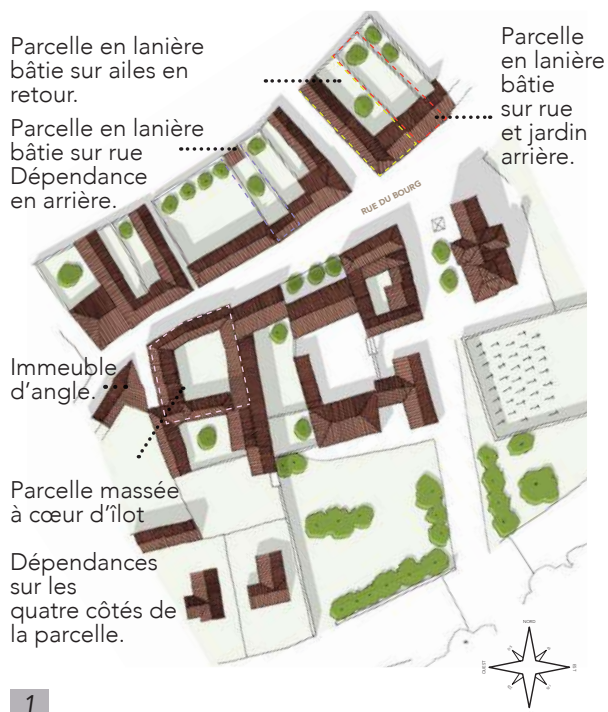 Parcelle en lanière
bâtie sur ailes en
retour.
Parcelle en lanière
bâtie sur rue
Dépendance
en arrière.
Parcelle
en lanière
bâtie
sur rue
et jardin
arrière.
RUE DU BOURG
Immeuble
d’angle.
Parcelle massée
à cœur d’îlot
Dépendances
sur les
quatre côtés de
la parcelle.
NORD
OUEST
EST
1